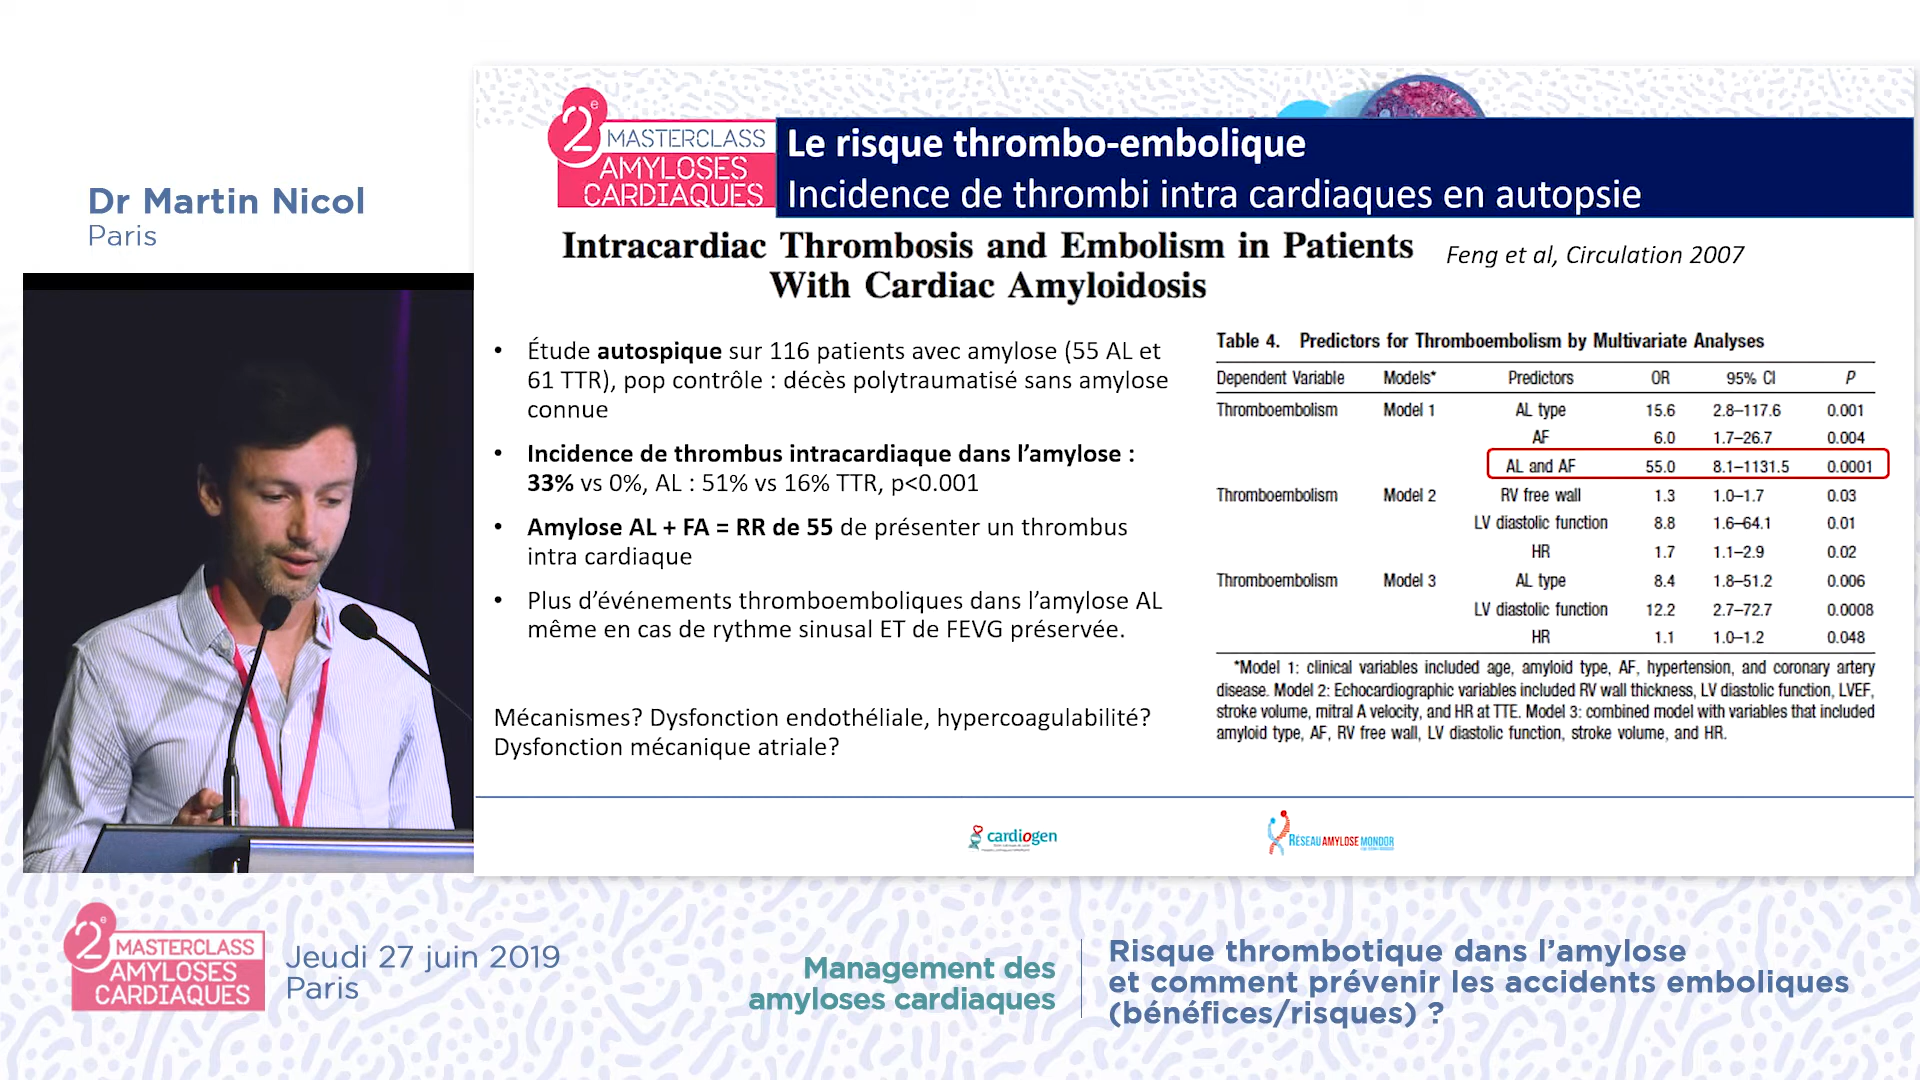 Dr Martin Nicol
Paris
2e
MASTERCLASS
AMYLOSES
CARDIAQUES
Le risque thrombo-embolique
Incidence de thrombi intra cardiaques en autopsie
Intracardiac Thrombosis and Embolism in Patients
With Cardiac Amyloidosis
Feng et al, Circulation 2007
• Étude autospique sur 116 patients avec amylose (55 AL et
61 TTR), pop contrôle : décès polytraumatisé sans amylose
connue
• Incidence de thrombus intracardiaque dans l’amylose :
33% vs 0%, AL : 51% vs 16% TTR, p<0.001
• Amylose AL + FA = RR de 55 de présenter un thrombus
intra cardiaque
• Plus d’événements thromboemboliques dans l’amylose AL
même en cas de rythme sinusal ET de FEVG préservée.
Mécanismes? Dysfonction endothéliale, hypercoagulabilité?
Dysfonction mécanique atriale?
Table 4. Predictors for Thromboembolism by Multivariate Analyses
Dependent Variable Models* Predictors OR 95% CI P
Thromboembolism Model 1 AL type 15.6 2.8–117.6 0.001
AF 6.0 1.7–26.7 0.004
AL and AF 55.0 8.1–1131.5 0.0001
Thromboembolism Model 2 RV free wall 1.3 1.0–1.7 0.03
LV diastolic function 8.8 1.6–64.1 0.01
HR 1.7 1.1–2.9 0.02
Thromboembolism Model 3 AL type 8.4 1.8–51.2 0.006
LV diastolic function 12.2 2.7–72.7 0.0008
HR 1.1 1.0–1.2 0.048
*Model 1: clinical variables included age, amyloid type, AF, hypertension, and coronary artery
disease. Model 2: Echocardiographic variables included RV wall thickness, LV diastolic function, LVEF,
stroke volume, mitral A velocity, and HR at TTE. Model 3: combined model with variables that included
amyloid type, AF, RV free wall, LV diastolic function, stroke volume, and HR.
cardiogen
RÉSEAU AMYLOSE MONDOR
2e
MASTERCLASS
AMYLOSES
CARDIAQUES
Jeudi 27 juin 2019
Paris
Management des
amyloses cardiaques
Risque thrombotique dans l’amylose
et comment prévenir les accidents emboliques
(bénéfices/risques) ?